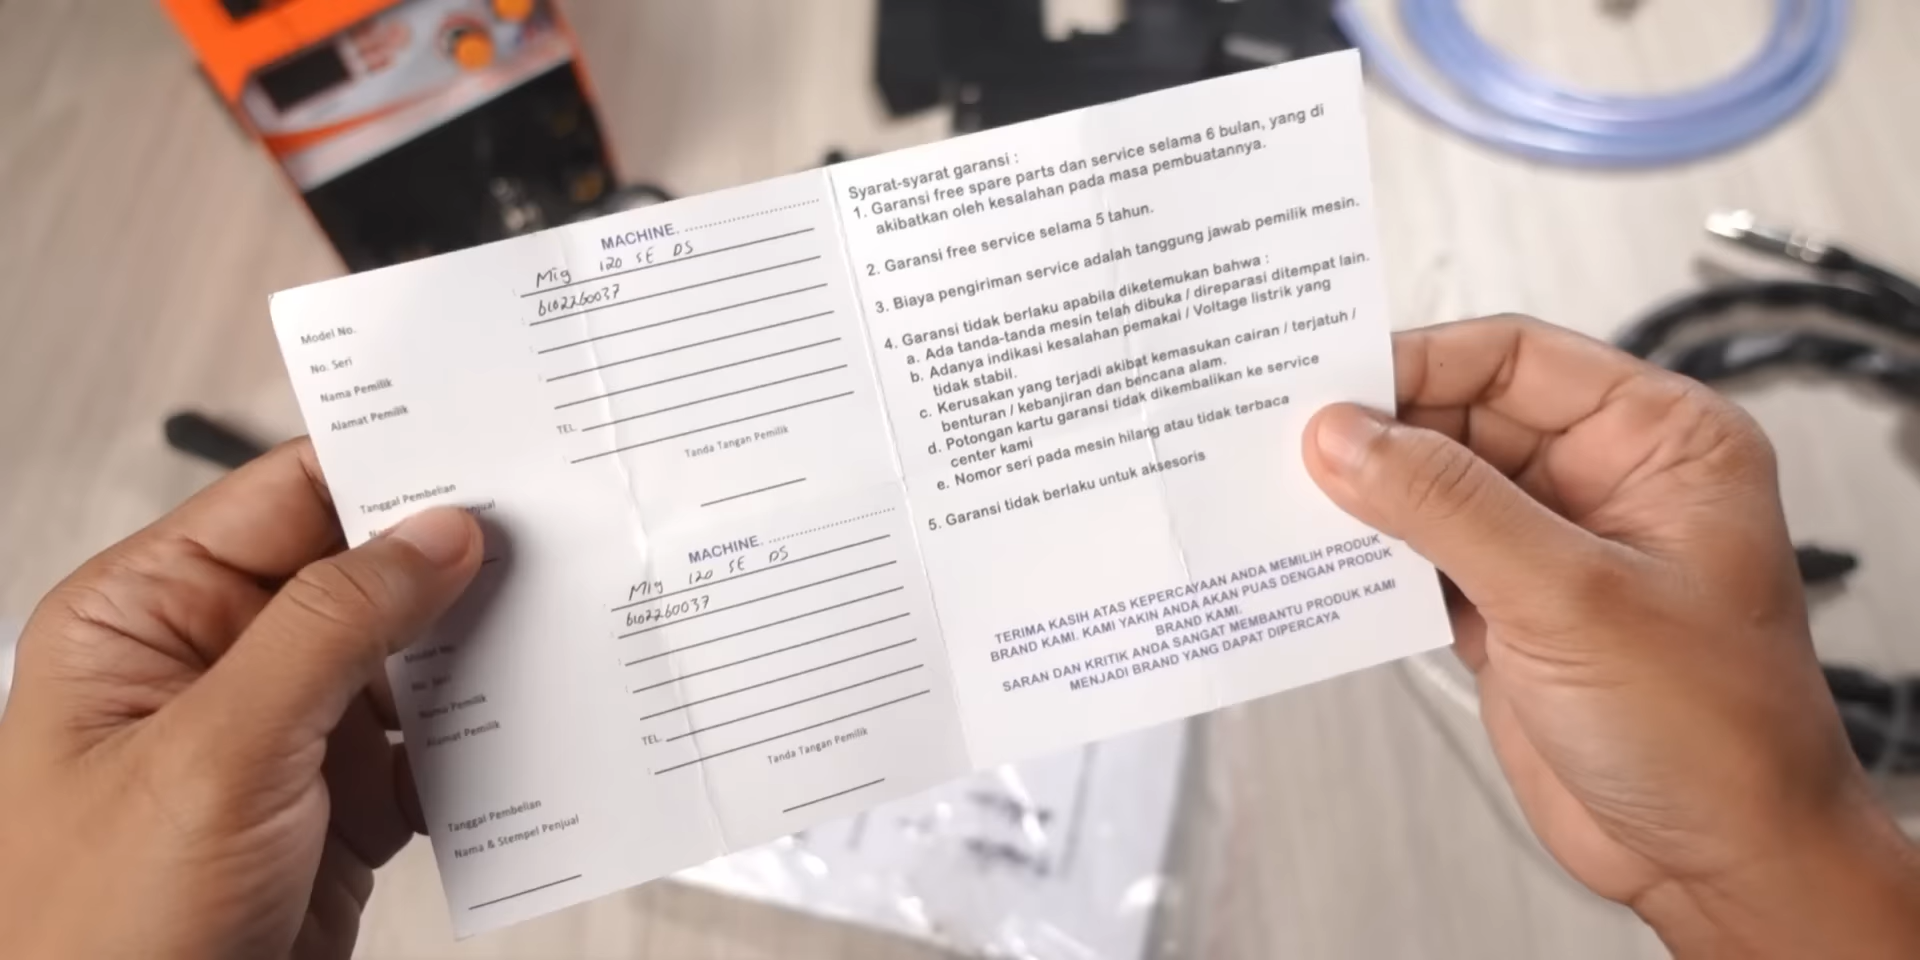 MACHINE. ........................
Model No. : Mig 120 SE DS
No. Seri : 6102260037
Nama Pemilik
Alamat Pemilik
TEL.
Tanggal Pembelian
Tanda Tangan Pemilik
MACHINE. ........................
Model No. : Mig 120 SE DS
No. Seri : 6102260037
Nama Pemilik
Alamat Pemilik
TEL.
Tanggal Pembelian
Nama & Stempel Penjual
Tanda Tangan Pemilik
Syarat-syarat garansi :
1. Garansi free spare parts dan service selama 6 bulan, yang di
akibatkan oleh kesalahan pada masa pembuatannya.
2. Garansi free service selama 5 tahun.
3. Biaya pengiriman service adalah tanggung jawab pemilik mesin.
4. Garansi tidak berlaku apabila diketemukan bahwa :
a. Ada tanda-tanda mesin telah dibuka / direparasi ditempat lain.
b. Adanya indikasi kesalahan pemakai / Voltage listrik yang
tidak stabil.
c. Kerusakan yang terjadi akibat kemasukan cairan / terjatuh /
benturan / kebanjiran dan bencana alam.
d. Potongan kartu garansi tidak dikembalikan ke service
center kami
e. Nomor seri pada mesin hilang atau tidak terbaca
5. Garansi tidak berlaku untuk aksesoris
TERIMA KASIH ATAS KEPERCAYAAN ANDA MEMILIH PRODUK
BRAND KAMI. KAMI YAKIN ANDA AKAN PUAS DENGAN PRODUK
BRAND KAMI.
SARAN DAN KRITIK ANDA SANGAT MEMBANTU PRODUK KAMI
MENJADI BRAND YANG DAPAT DIPERCAYA